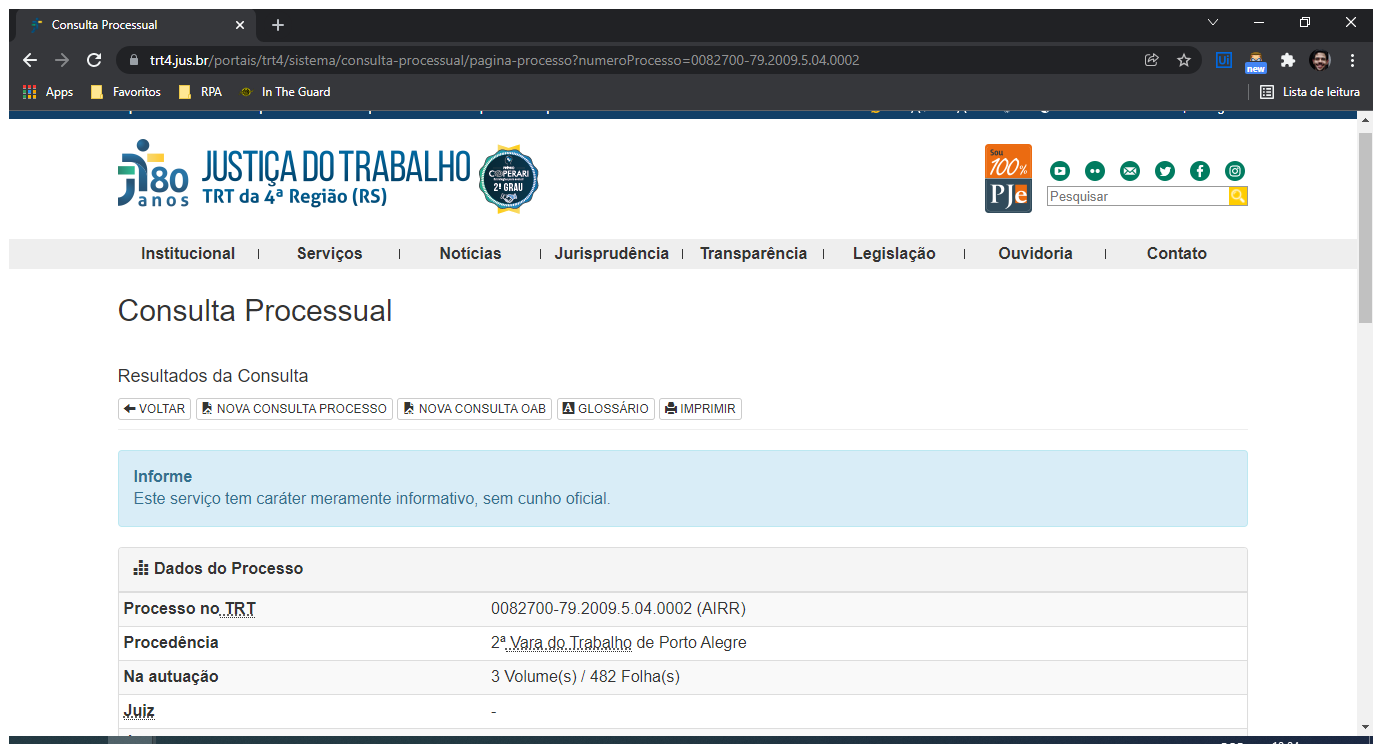 Consulta Processual
trt4.jus.br/portais/trt4/sistema/consulta-processual/pagina-processo?numeroProcesso=0082700-79.2009.5.04.0002
new
Apps Favoritos RPA In The Guard Lista de leitura
80 anos
JUSTIÇA DO TRABALHO
TRT da 4ª Região (RS)
COOPERARI
2º GRAU
Sou 100% PJe
Pesquisar
Institucional Serviços Notícias Jurisprudência Transparência Legislação Ouvidoria Contato
Consulta Processual
Resultados da Consulta
VOLTAR NOVA CONSULTA PROCESSO NOVA CONSULTA OAB GLOSSÁRIO IMPRIMIR
Informe
Este serviço tem caráter meramente informativo, sem cunho oficial.
Dados do Processo
Processo no TRT 0082700-79.2009.5.04.0002 (AIRR)
Procedência 2ª Vara do Trabalho de Porto Alegre
Na autuação 3 Volume(s) / 482 Folha(s)
Juiz -